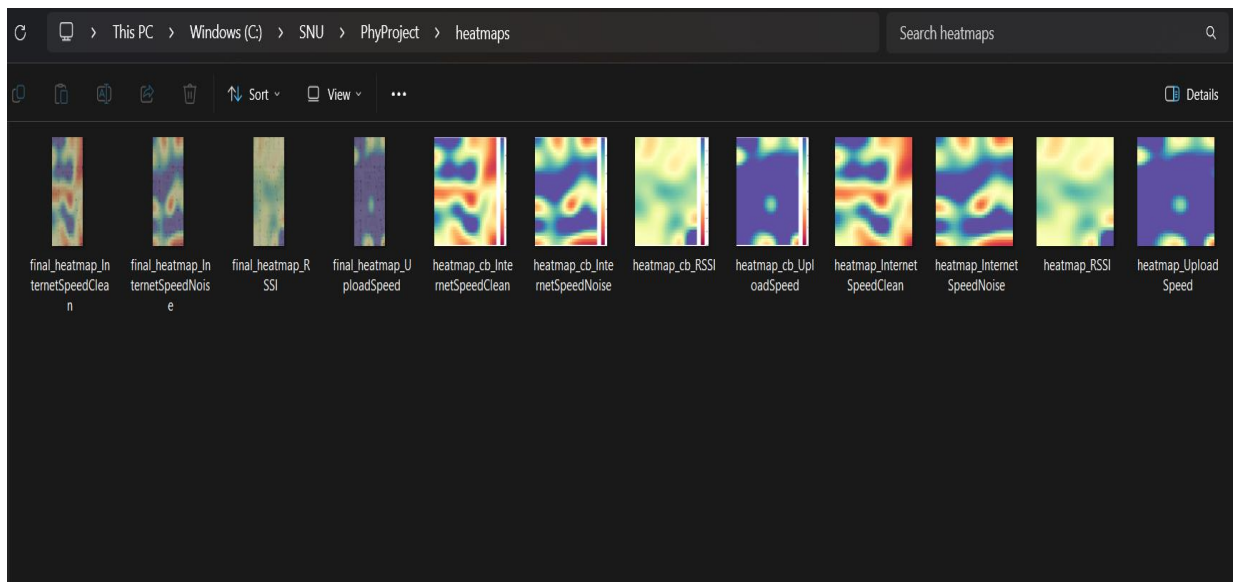 This PC > Windows (C:) > SNU > PhyProject > heatmaps
Search heatmaps
Sort View ••• Details
final_heatmap_In
ternetSpeedClea
n
final_heatmap_In
ternetSpeedNois
e
final_heatmap_R
SSI
final_heatmap_U
ploadSpeed
heatmap_cb_Inte
rnetSpeedClean
heatmap_cb_Inte
rnetSpeedNoise
heatmap_cb_RSSI
heatmap_cb_Upl
oadSpeed
heatmap_Internet
SpeedClean
heatmap_Internet
SpeedNoise
heatmap_RSSI
heatmap_Upload
Speed